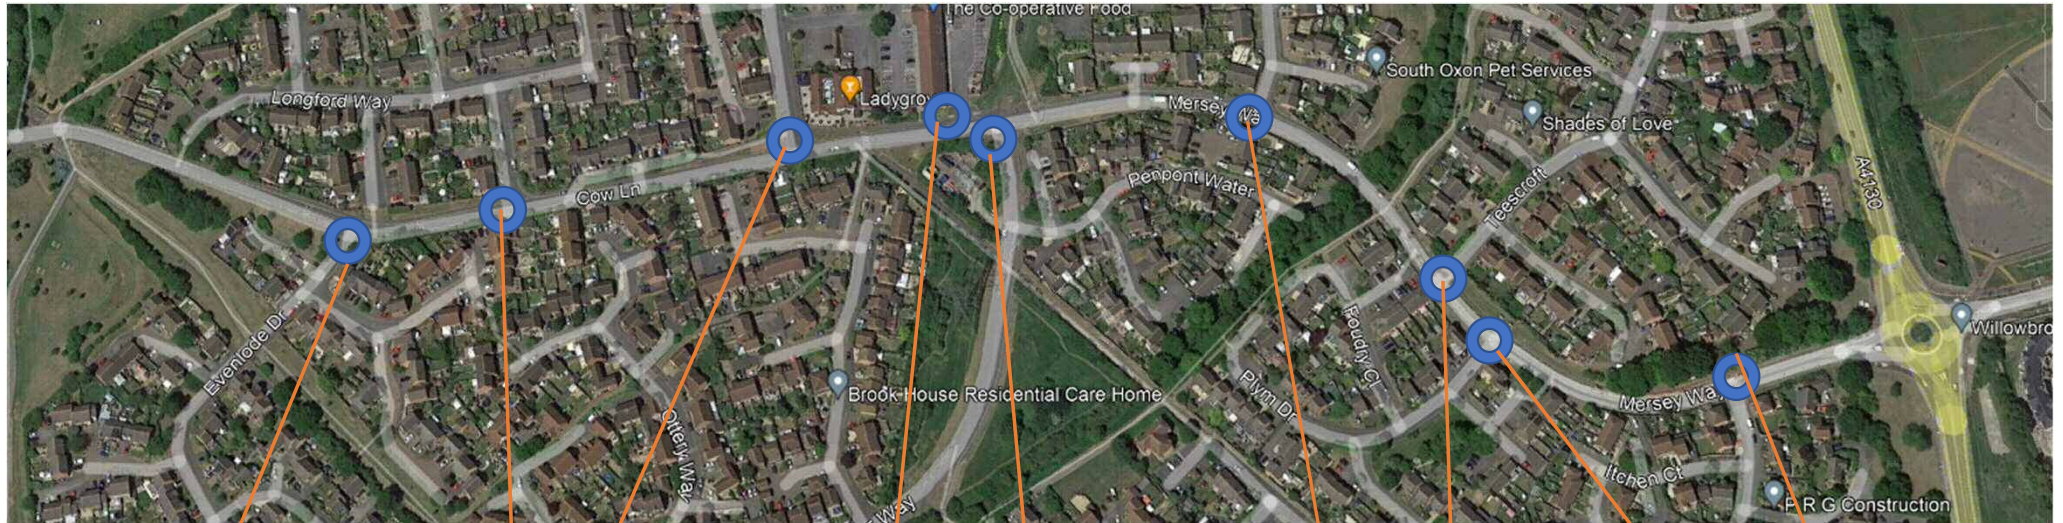 The Co-operative Food
South Oxon Pet Services
Longford Way
Ladygro
Mersey
Shades of Love
Cow Ln
Penpont Water
A4130
Teescroft
Evenlode Dr
Foudry Ct
Willowbro
Brook House Residential Care Home
Plym Dr
Mersey Wa
Ottery Way
Itchen Ct
P R G Construction
Way